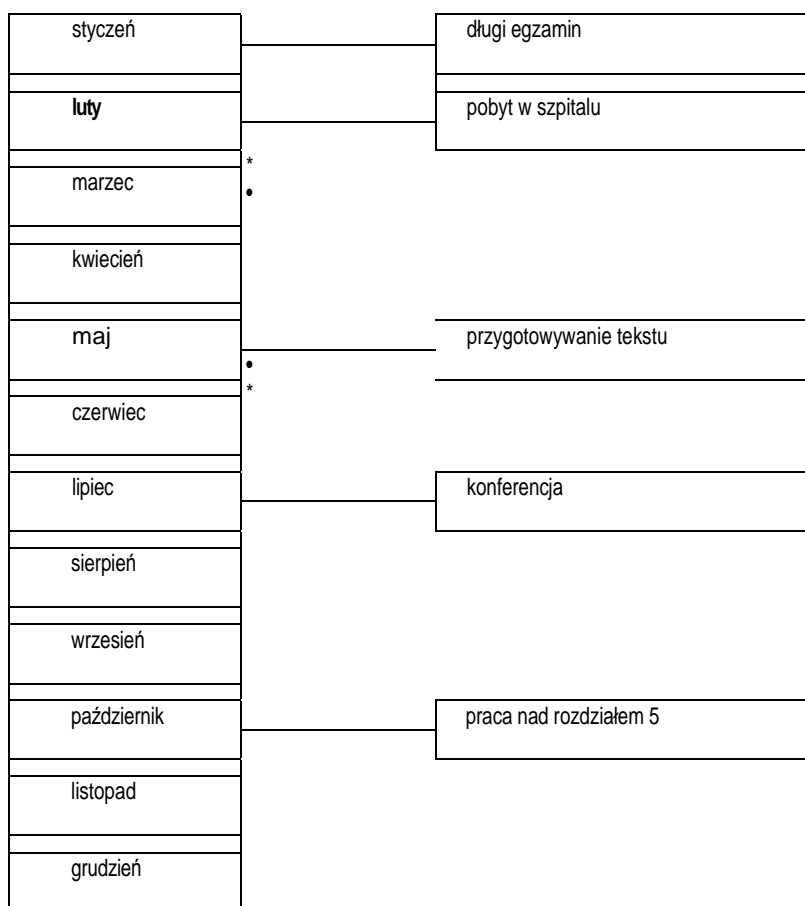 styczeń długi egzamin
luty pobyt w szpitalu
*
marzec
•
kwiecień
maj przygotowywanie tekstu
•
*
czerwiec
lipiec konferencja
sierpień
wrzesień
październik praca nad rozdziałem 5
listopad
grudzień